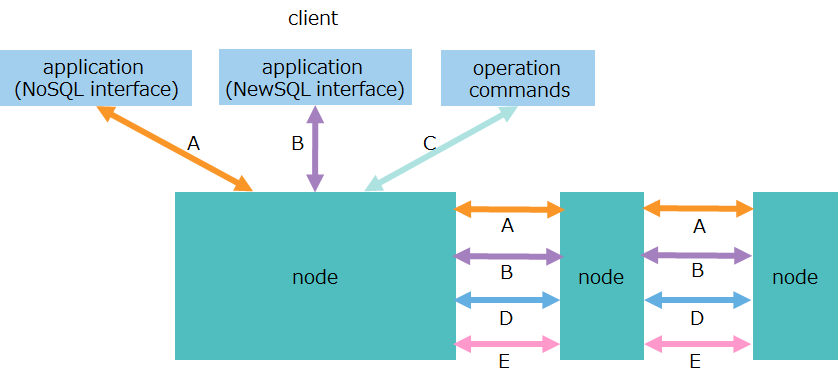 client
application
(NoSQL interface)
application
(NewSQL interface)
operation
commands
A
B
C
node
A
B
D
E
node
A
B
D
E
node